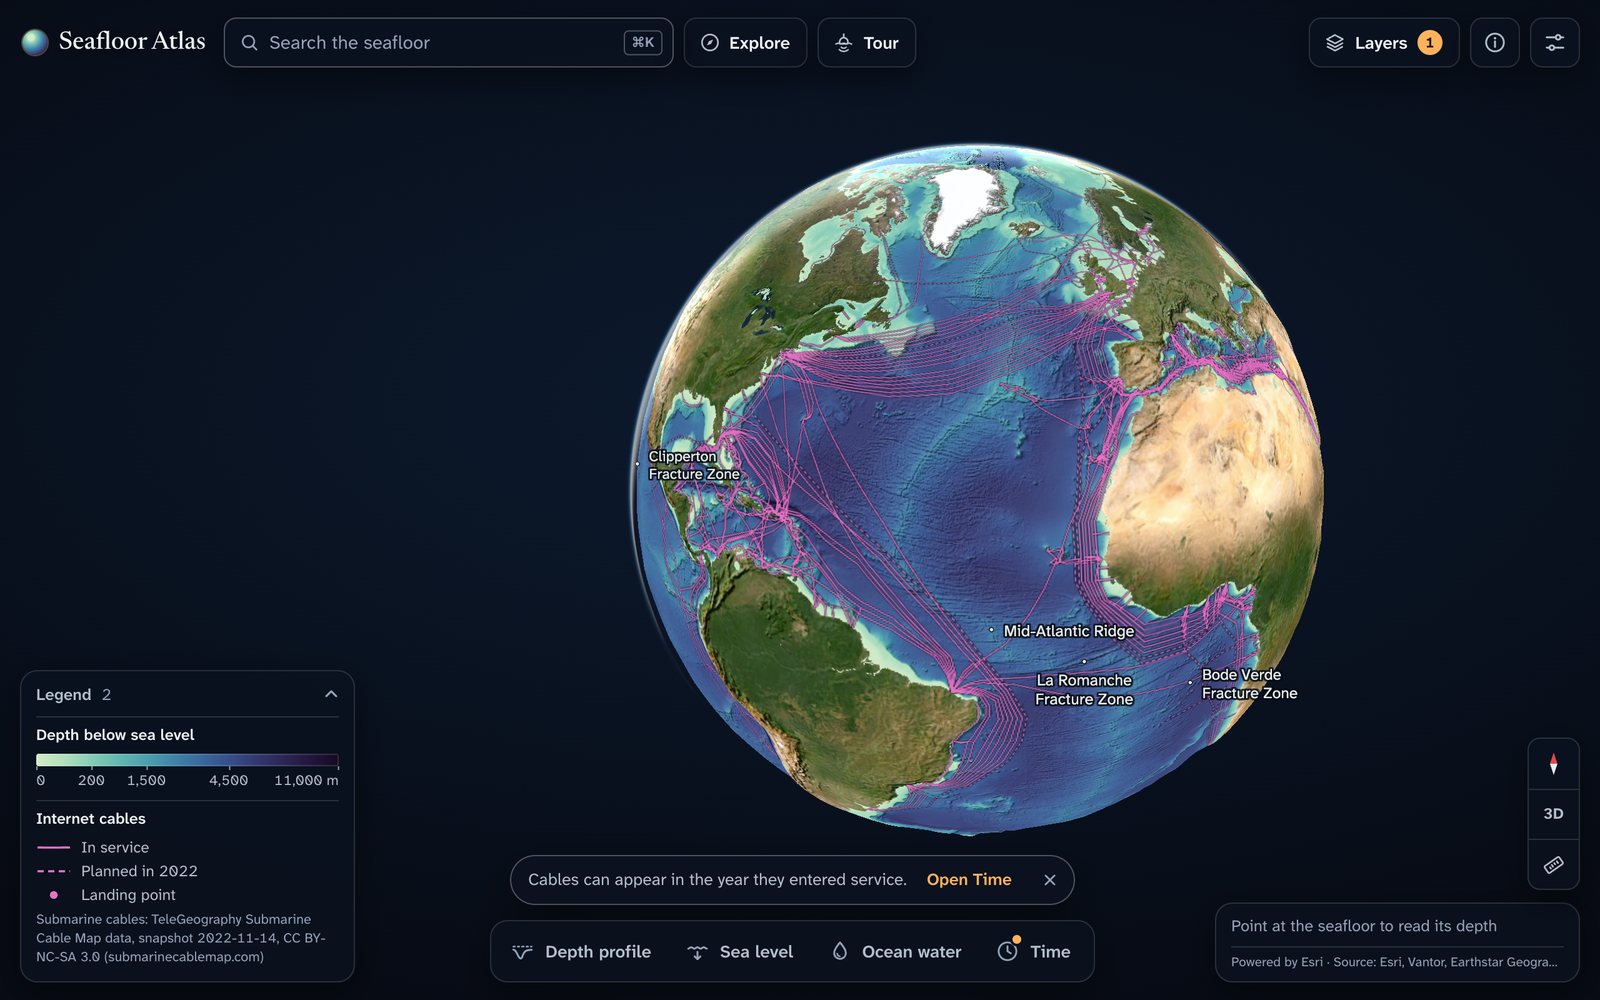 Seafloor Atlas
Search the seafloor
⌘K
Explore
Tour
Layers 1
Clipperton
Fracture Zone
Mid-Atlantic Ridge
La Romanche
Fracture Zone
Bode Verde
Fracture Zone
Legend 2
Depth below sea level
0 200 1,500 4,500 11,000 m
Internet cables
In service
Planned in 2022
Landing point
Submarine cables: TeleGeography Submarine
Cable Map data, snapshot 2022-11-14, CC BY-
NC-SA 3.0 (submarinecablemap.com)
Cables can appear in the year they entered service. Open Time
Depth profile
Sea level
Ocean water
Time
3D
Point at the seafloor to read its depth
Powered by Esri · Source: Esri, Vantor, Earthstar Geogra...